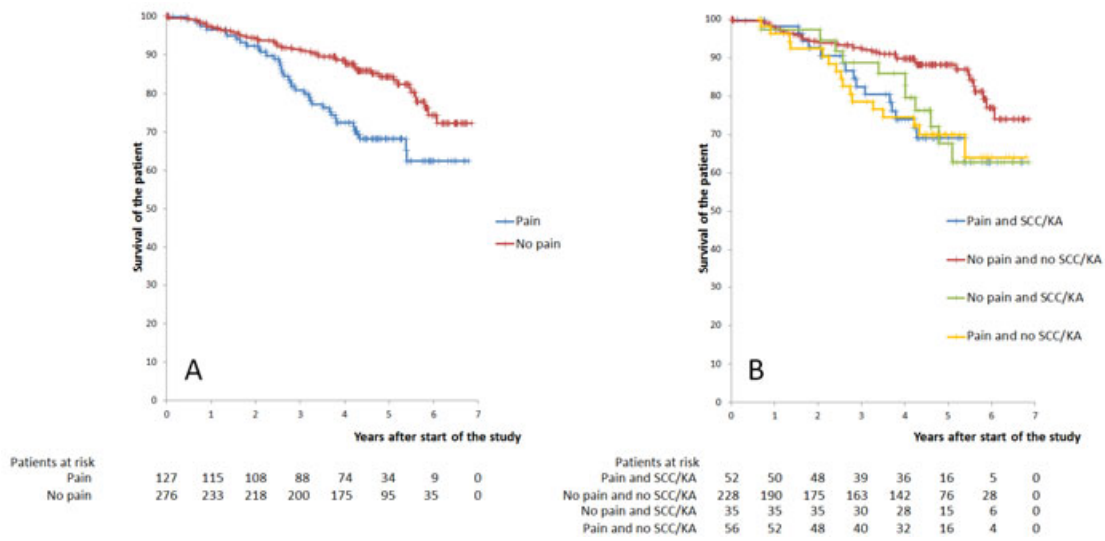 100
90
80
70
60
50
40
30
20
10
0
Survival of the patient
Pain
No pain
A
0 1 2 3 4 5 6 7
Years after start of the study
Patients at risk
Pain 127 115 108 88 74 34 9 0
No pain 276 233 218 200 175 95 35 0
100
90
80
70
60
50
40
30
20
10
0
Survival of the patient
Pain and SCC/KA
No pain and no SCC/KA
No pain and SCC/KA
Pain and no SCC/KA
B
0 1 2 3 4 5 6 7
Years after start of the study
Patients at risk
Pain and SCC/KA 52 50 48 39 36 16 5 0
No pain and no SCC/KA 228 190 175 163 142 76 28 0
No pain and SCC/KA 35 35 35 30 28 15 6 0
Pain and no SCC/KA 56 52 48 40 32 16 4 0